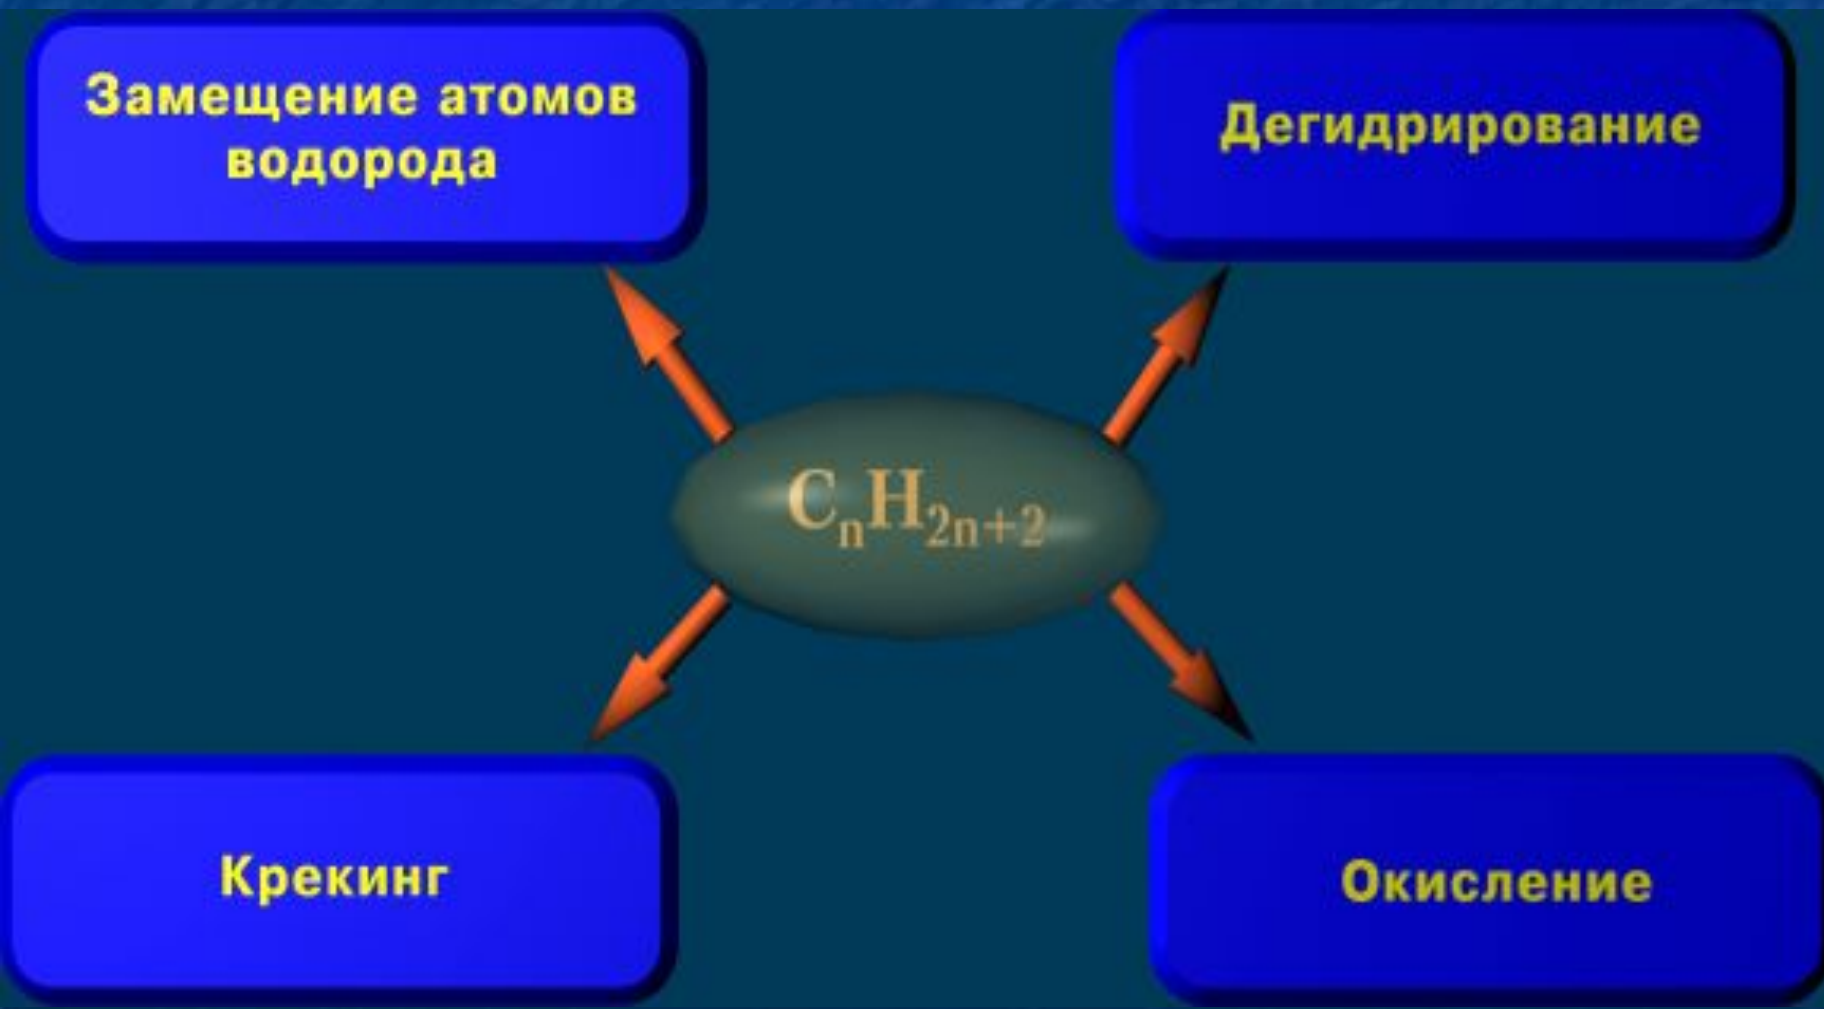 Замещение атомов
водорода
Дегидрирование
CₙH₂ₙ₊₂
Крекинг
Окисление